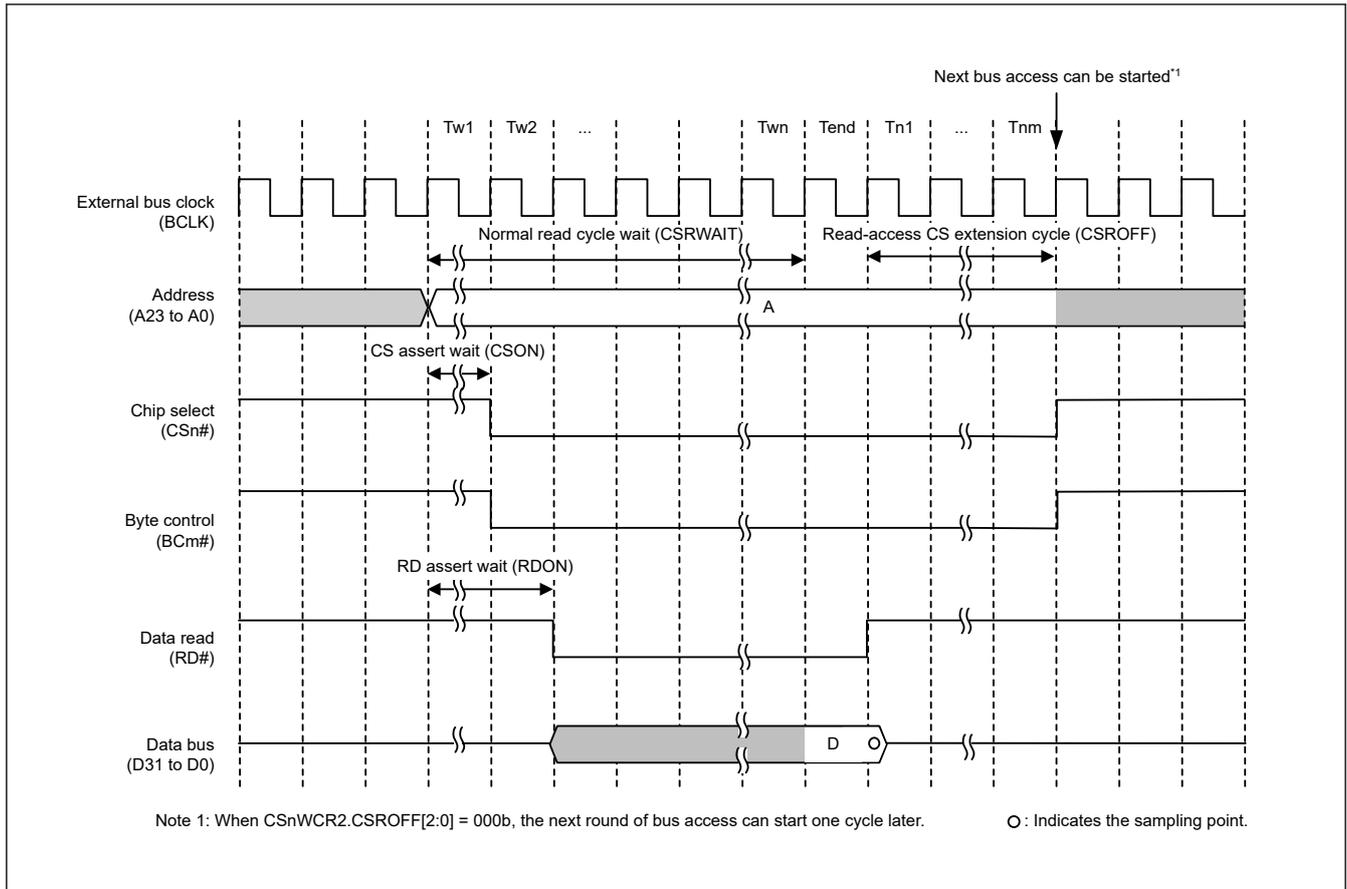 Next bus access can be started*1
Tw1 Tw2 ... Twn Tend Tn1 ... Tnm
External bus clock
(BCLK)
Normal read cycle wait (CSRWAIT) Read-access CS extension cycle (CSROFF)
Address
(A23 to A0)
A
CS assert wait (CSON)
Chip select
(CSn#)
Byte control
(BCm#)
RD assert wait (RDON)
Data read
(RD#)
Data bus
(D31 to D0)
D
Note 1: When CSnWCR2.CSROFF[2:0] = 000b, the next round of bus access can start one cycle later.
: Indicates the sampling point.